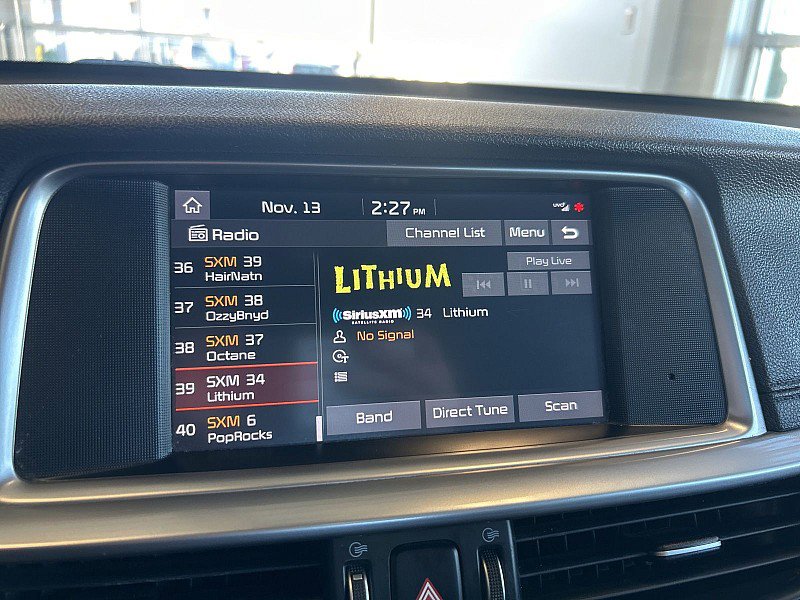 Nov. 13
2:27 PM
UVO
Radio
Channel List
Menu
36 SXM 39
HairNatn
37 SXM 38
OzzyBnyd
38 SXM 37
Octane
39 SXM 34
Lithium
40 SXM 6
PopRocks
LITHIUM
Play Live
((SiriusXM)) 34 Lithium
SATELLITE RADIO
No Signal
Band
Direct Tune
Scan